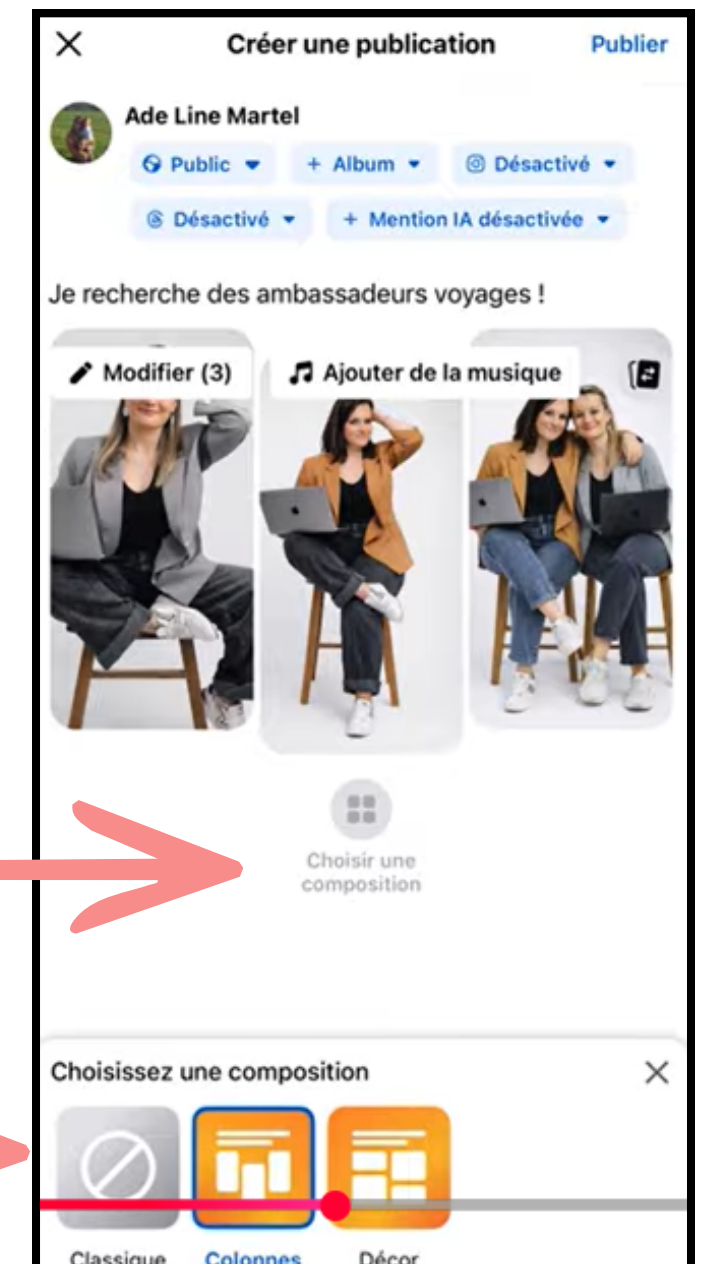 Créer une publication
Publier
Ade Line Martel
Public
+ Album
Désactivé
Désactivé
+ Mention IA désactivée
Je recherche des ambassadeurs voyages !
Modifier (3)
Ajouter de la musique
Choisir une
composition
Choisissez une composition
Classique
Colonnes
Décor